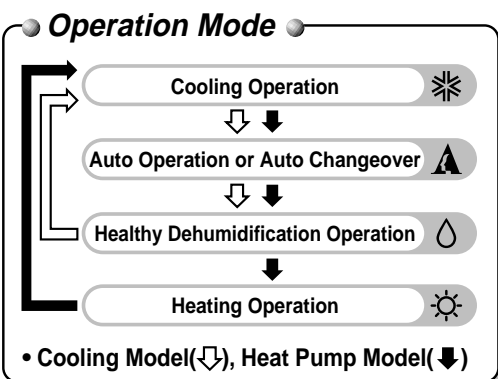 Operation Mode
Cooling Operation
Auto Operation or Auto Changeover
Healthy Dehumidification Operation
Heating Operation
• Cooling Model(⇩), Heat Pump Model(⬇)